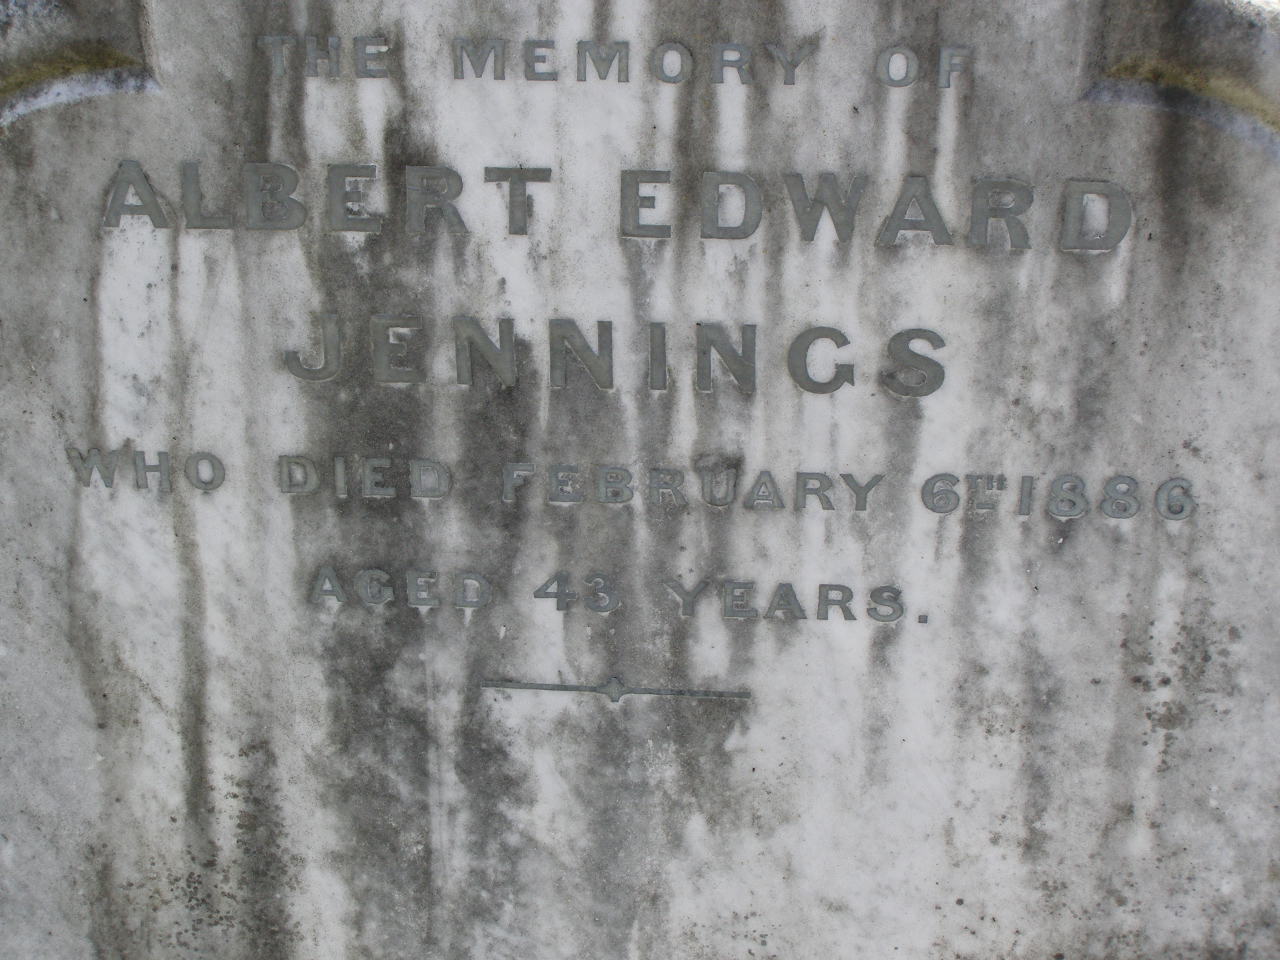 THE MEMORY OF
ALBERT EDWARD
JENNINGS
WHO DIED FEBRUARY 6TH 1886
AGED 43 YEARS.